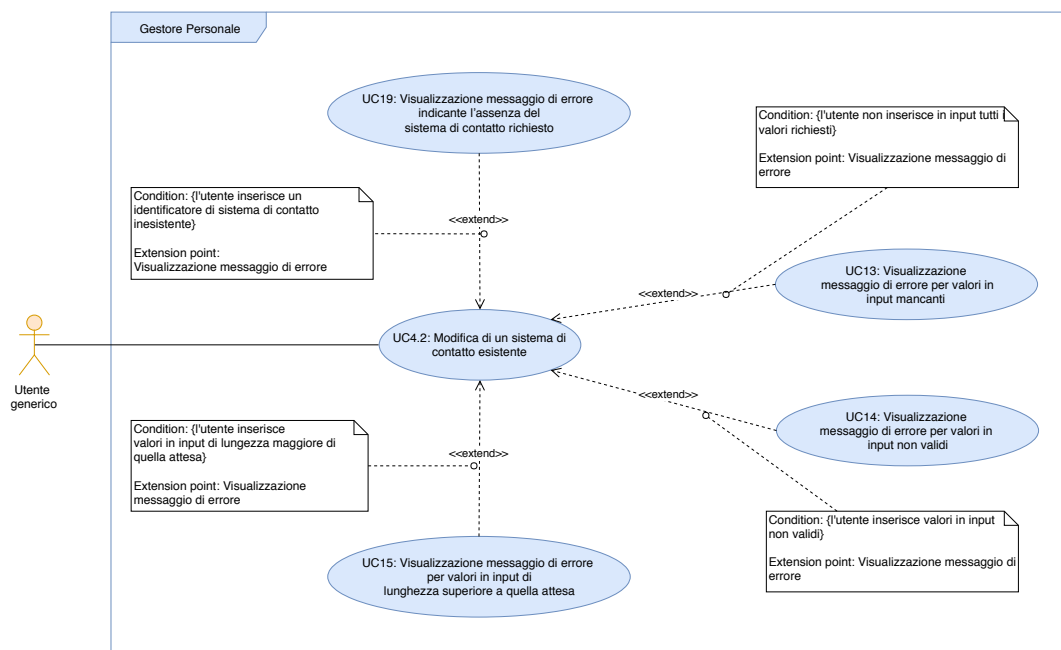 Gestore Personale
UC19: Visualizzazione messaggio di errore
indicante l'assenza del
sistema di contatto richiesto
Condition: {l'utente non inserisce in input tutti i
valori richiesti}
Extension point: Visualizzazione messaggio di
errore
Condition: {l'utente inserisce un
identificatore di sistema di contatto
inesistente}
Extension point:
Visualizzazione messaggio di errore
<<extend>>
UC13: Visualizzazione
messaggio di errore per valori in
input mancanti
<<extend>>
UC4.2: Modifica di un sistema di
contatto esistente
Utente
generico
<<extend>>
UC14: Visualizzazione
messaggio di errore per valori in
input non validi
Condition: {l'utente inserisce
valori in input di lungezza maggiore di
quella attesa}
Extension point: Visualizzazione
messaggio di errore
<<extend>>
Condition: {l'utente inserisce valori in input
non validi}
Extension point: Visualizzazione messaggio di
errore
UC15: Visualizzazione messaggio di errore
per valori in input di
lunghezza superiore a quella attesa